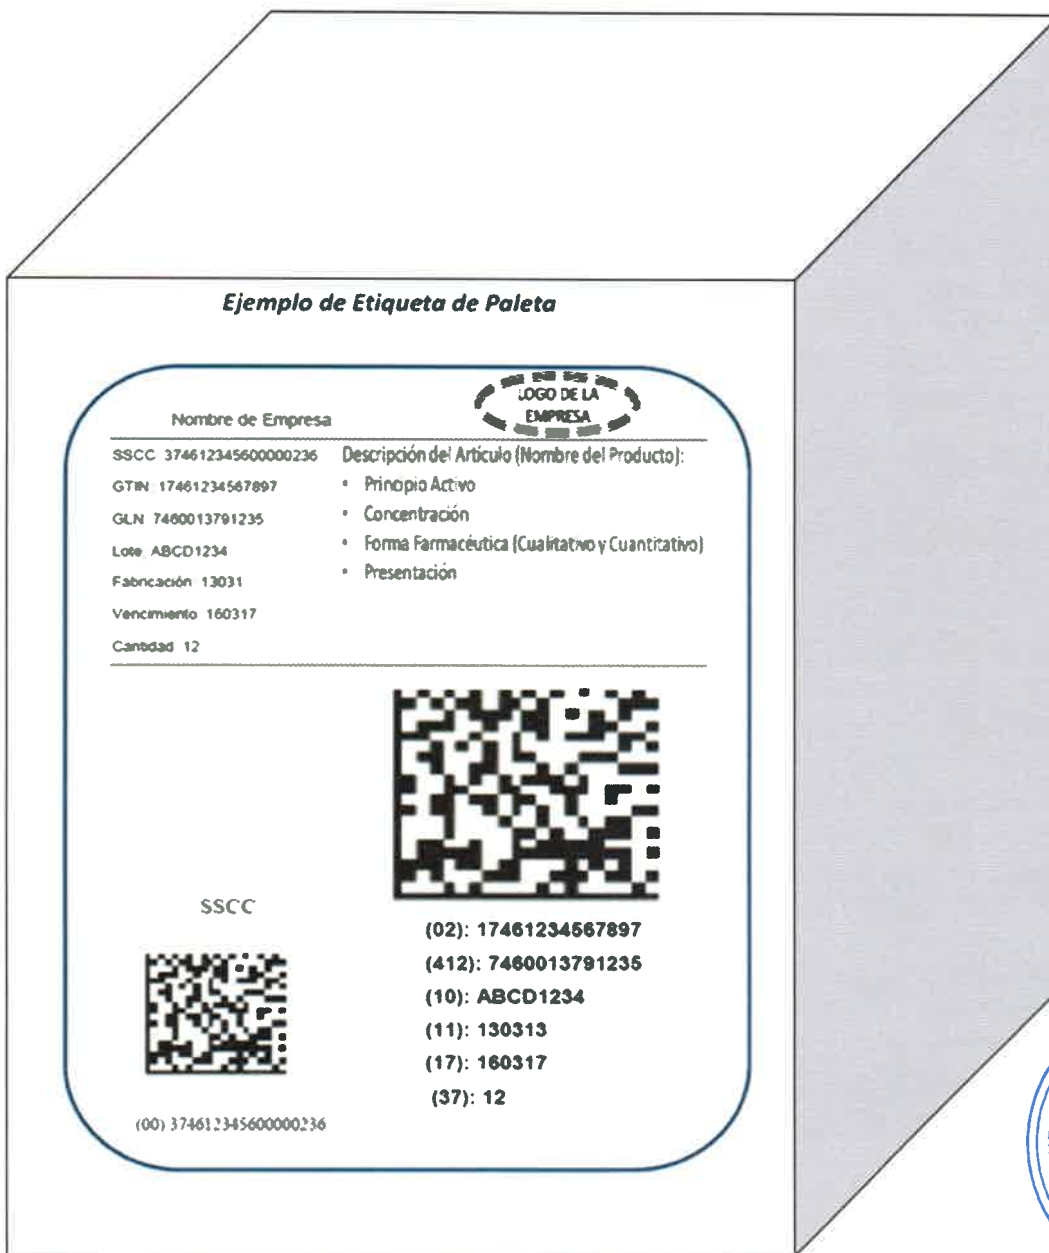 Ejemplo de Etiqueta de Paleta
LOGO DE LA
EMPRESA
Nombre de Empresa
SSCC 374612345600000236
Descripción del Artículo (Nombre del Producto):
GTIN: 17461234567897
• Principio Activo
GLN 7460013791235
• Concentración
Lote: ABCD1234
• Forma Farmacéutica (Cualitativo y Cuantitativo)
Fabricación 13031
• Presentación
Vencimiento 160317
Cantidad 12
SSCC
(00) 374612345600000236
(02): 17461234567897
(412): 7460013791235
(10): ABCD1234
(11): 130313
(17): 160317
(37): 12